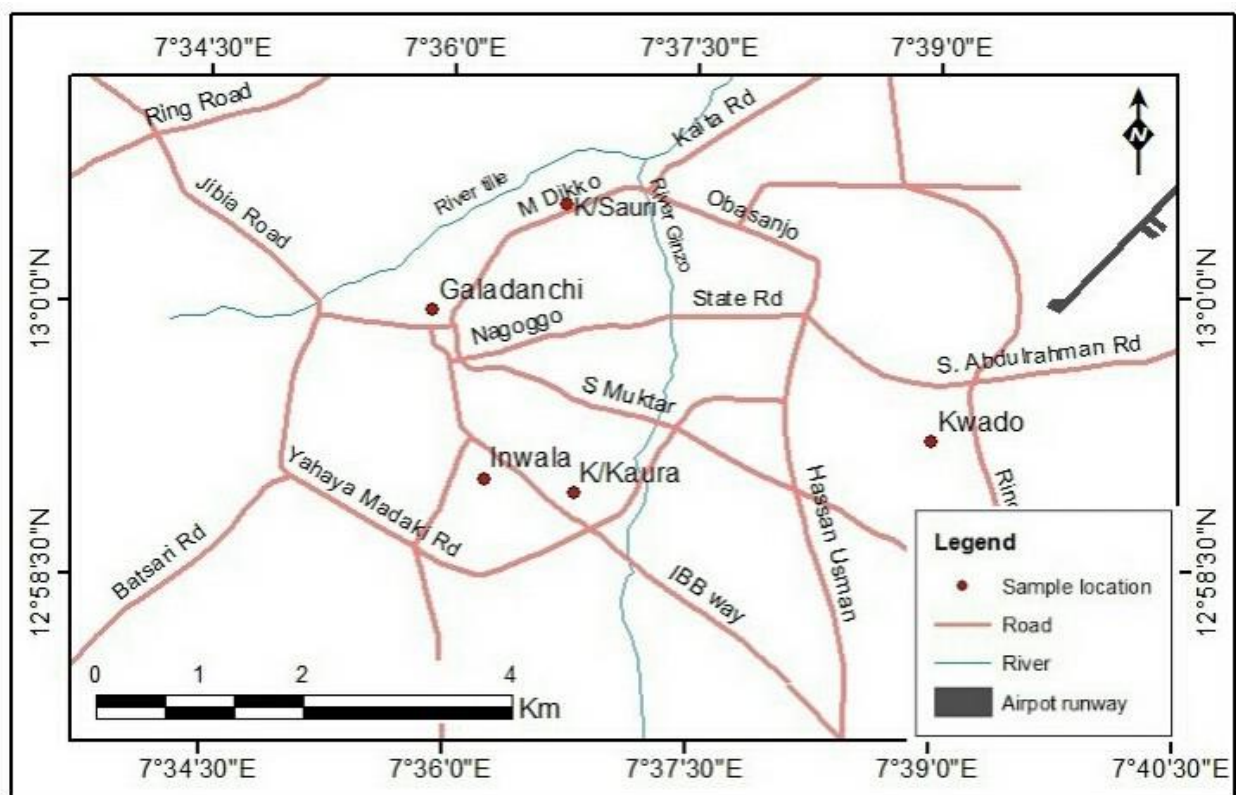 7°34'30"E 7°36'0"E 7°37'30"E 7°39'0"E
Ring Road
Kaita Rd
Jibia Road
River tille
M Dikko
K/Sauri
River Ginzo
Obasanjo
13°0'0"N
13°0'0"N
Galadanchi
State Rd
Nagoggo
S. Abdulrahman Rd
S Muktar
Kwado
Inwala
K/Kaura
Yahaya Madaki Rd
Hassan Usman
Ring
Batsari Rd
IBB way
12°58'30"N
12°58'30"N
Legend
Sample location
Road
River
Airpot runway
0 1 2 4
Km
7°34'30"E 7°36'0"E 7°37'30"E 7°39'0"E 7°40'30"E
N